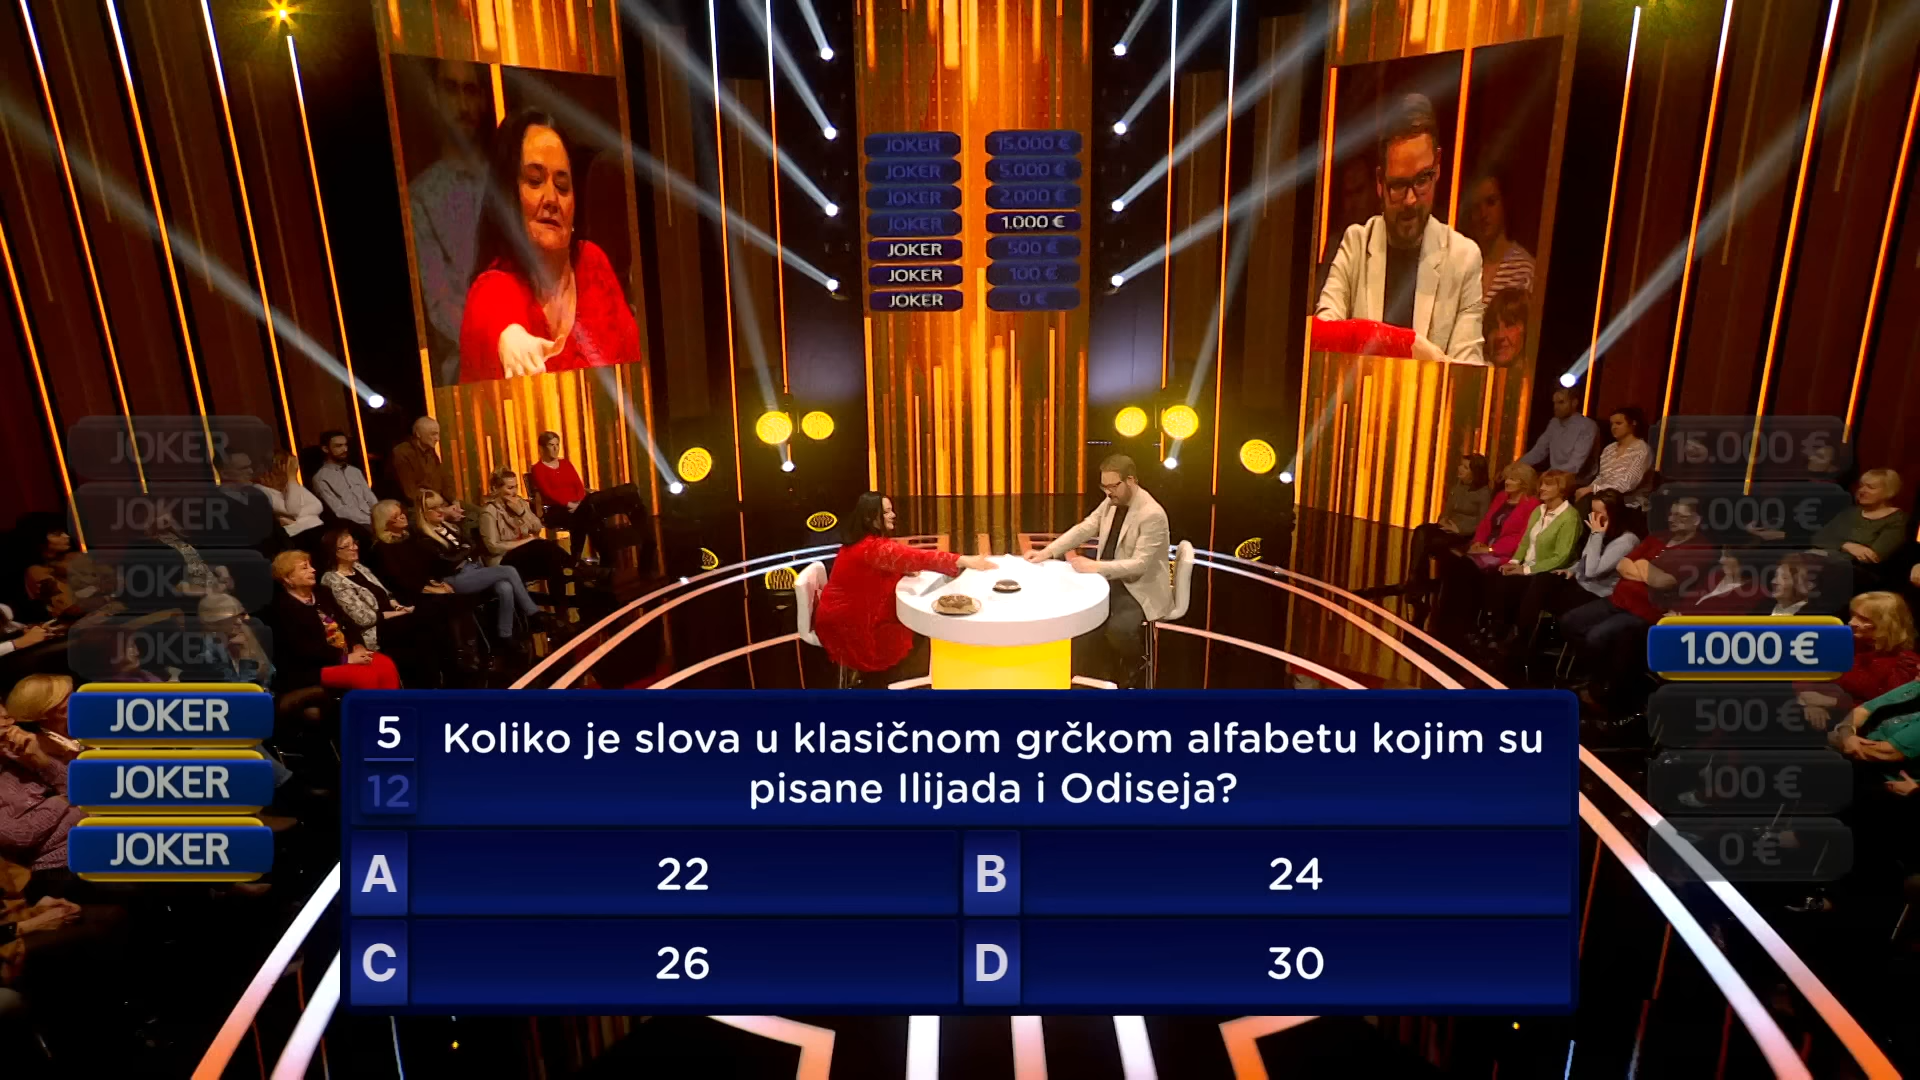 JOKER 15.000 €
JOKER 5.000 €
JOKER 2.000 €
JOKER 1.000 €
JOKER 500 €
JOKER 100 €
JOKER 0 €
JOKER 15.000 €
JOKER 5.000 €
JOKER 2.000 €
JOKER 1.000 €
JOKER 500 €
JOKER 100 €
JOKER 0 €
5
12
Koliko je slova u klasičnom grčkom alfabetu kojim su
pisane Ilijada i Odiseja?
A 22 B 24
C 26 D 30